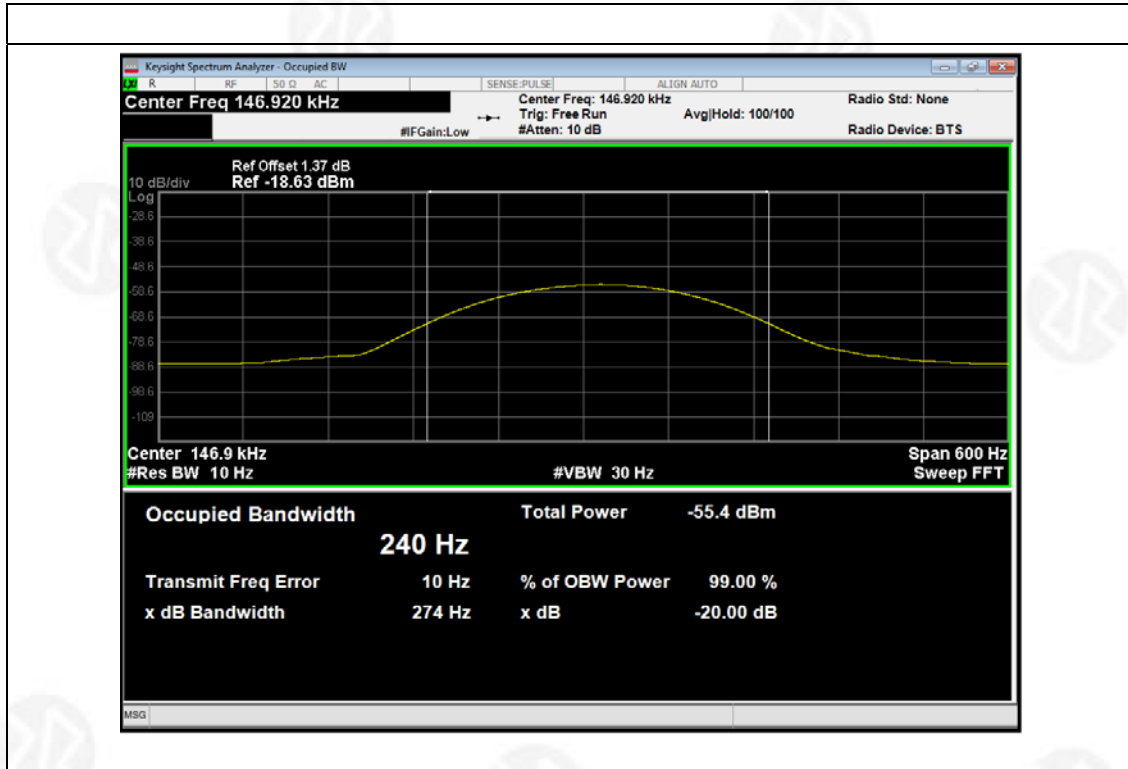 Keysight Spectrum Analyzer - Occupied BW
LXI R RF 50 Ω AC SENSE:PULSE ALIGN AUTO
Center Freq 146.920 kHz Center Freq: 146.920 kHz Radio Std: None
Trig: Free Run Avg|Hold: 100/100
#IFGain:Low #Atten: 10 dB Radio Device: BTS
Ref Offset 1.37 dB
10 dB/div Ref -18.63 dBm
Log
-28.6
-38.6
-48.6
-58.6
-68.6
-78.6
-88.6
-98.6
-109
Center 146.9 kHz Span 600 Hz
#Res BW 10 Hz #VBW 30 Hz Sweep FFT
Occupied Bandwidth Total Power -55.4 dBm
240 Hz
Transmit Freq Error 10 Hz % of OBW Power 99.00 %
x dB Bandwidth 274 Hz x dB -20.00 dB
MSG